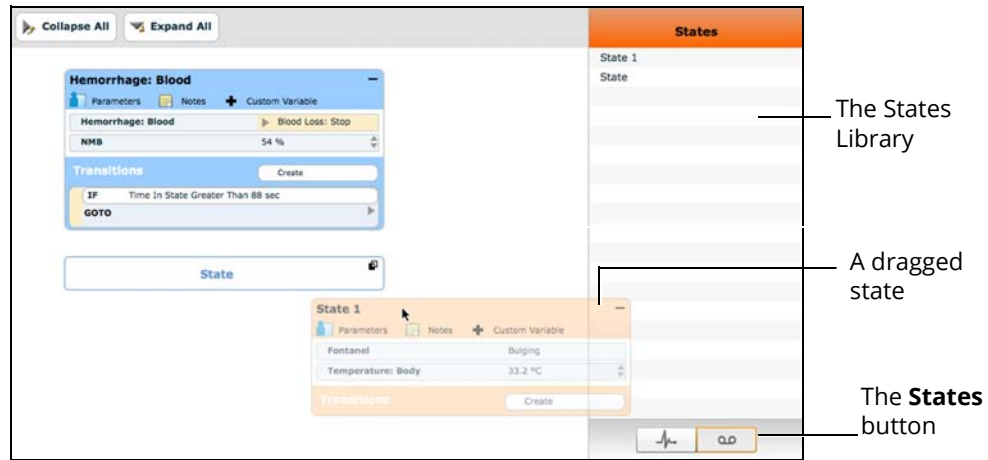 Collapse All
Expand All
States
State 1
State
Hemorrhage: Blood
Parameters Notes Custom Variable
Hemorrhage: Blood Blood Loss: Stop
NMB 54 %
Transitions Create
IF Time In State Greater Than 88 sec
GOTO
State
State 1
Parameters Notes Custom Variable
Fontanel Bulging
Temperature: Body 33.2 °C
Transitions Create
The States
Library
A dragged
state
The States
button